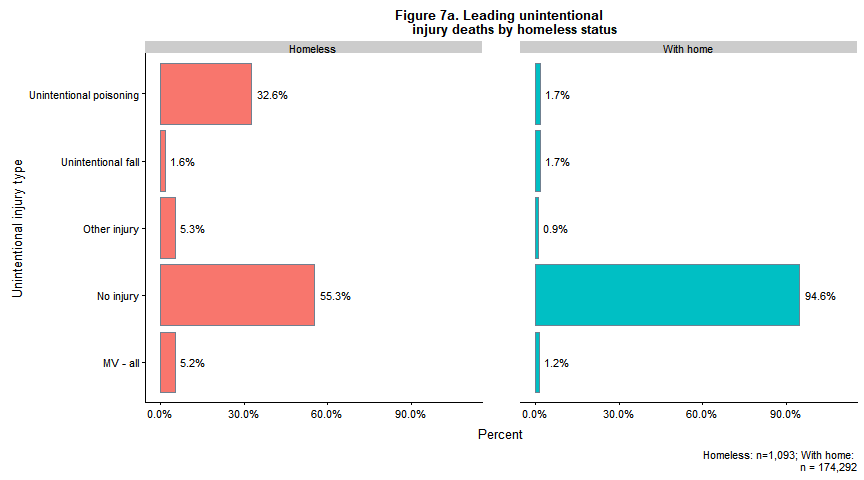 Figure 7a. Leading unintentional
injury deaths by homeless status
Homeless
With home
Unintentional injury type
Unintentional poisoning
32.6%
1.7%
Unintentional fall
1.6%
1.7%
Other injury
5.3%
0.9%
No injury
55.3%
94.6%
MV - all
5.2%
1.2%
0.0% 30.0% 60.0% 90.0%
0.0% 30.0% 60.0% 90.0%
Percent
Homeless: n=1,093; With home:
n = 174,292